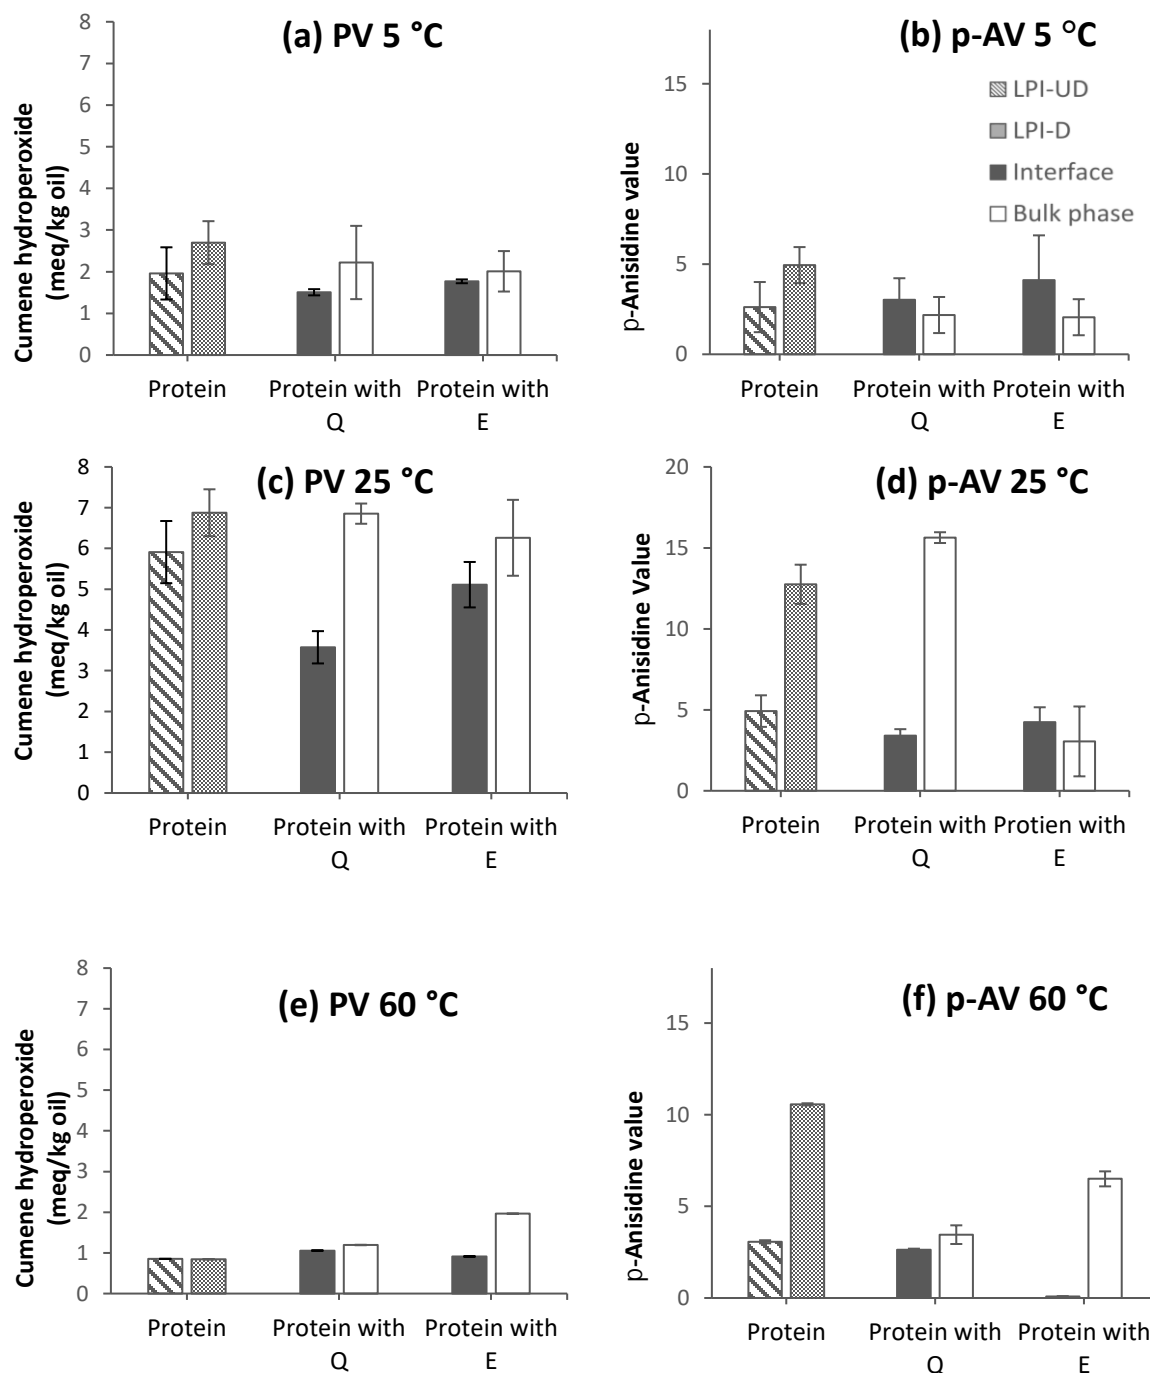 (a) PV 5 °C
Cumene hydroperoxide
(meq/kg oil)
8
7
6
5
4
3
2
1
0
Protein
Protein with
Q
Protein with
E
(b) p-AV 5 °C
p-Anisidine value
15
10
5
0
LPI-UD
LPI-D
Interface
Bulk phase
Protein
Protein with
Q
Protein with
E
(c) PV 25 °C
Cumene hydroperoxide
(meq/kg oil)
8
7
6
5
4
3
2
1
0
Protein
Protein with
Q
Protein with
E
(d) p-AV 25 °C
p-Anisidine Value
20
15
10
5
0
Protein
Protein with
Q
Protien with
E
(e) PV 60 °C
Cumene hydroperoxide
(meq/kg oil)
8
7
6
5
4
3
2
1
0
Protein
Protein with
Q
Protein with
E
(f) p-AV 60 °C
p-Anisidine value
15
10
5
0
Protein
Protein with
Q
Protein with
E